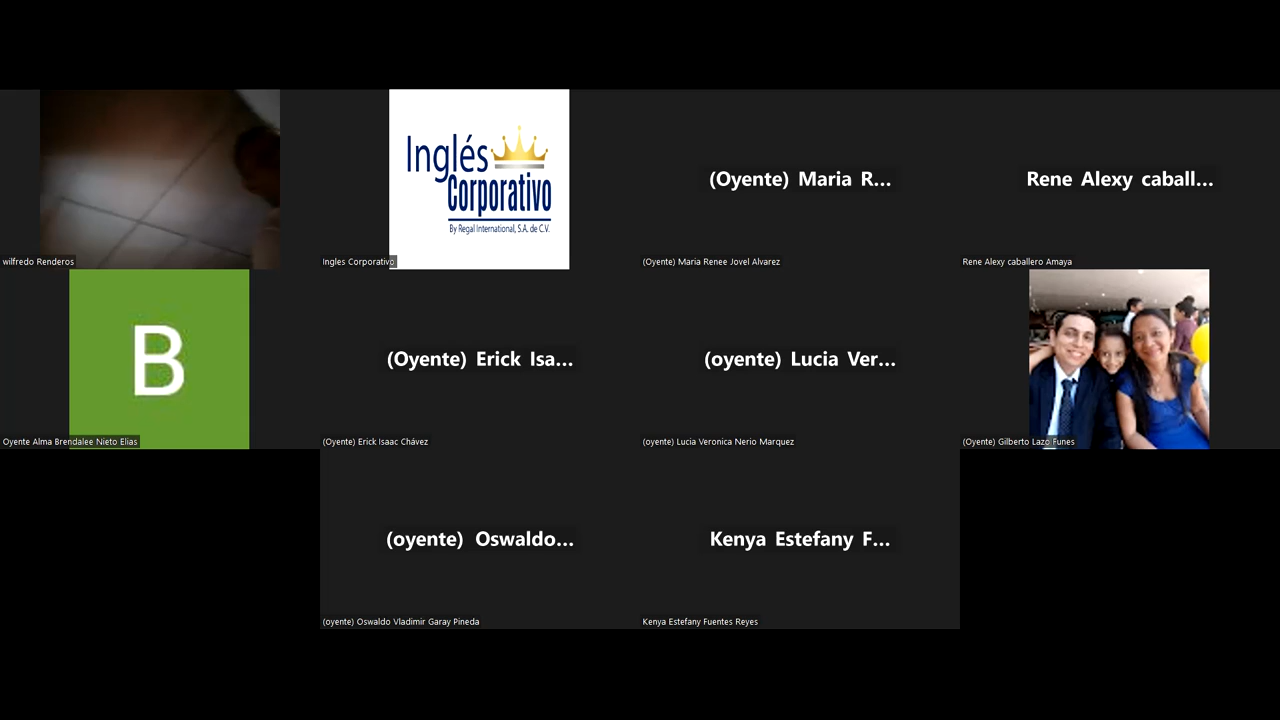 Inglés
Corporativo
By Regal International, S.A. de C.V.
(Oyente) Maria R...
Rene Alexy caball...
wilfredo Renderos
Ingles Corporativo
(Oyente) Maria Renee Jovel Alvarez
Rene Alexy caballero Amaya
B
(Oyente) Erick Isa...
(oyente) Lucia Ver...
Oyente Alma Brendalee Nieto Elias
(Oyente) Erick Isaac Chávez
(oyente) Lucia Veronica Nerio Marquez
(Oyente) Gilberto Lazo Funes
(oyente) Oswaldo...
Kenya Estefany F...
(oyente) Oswaldo Vladimir Garay Pineda
Kenya Estefany Fuentes Reyes